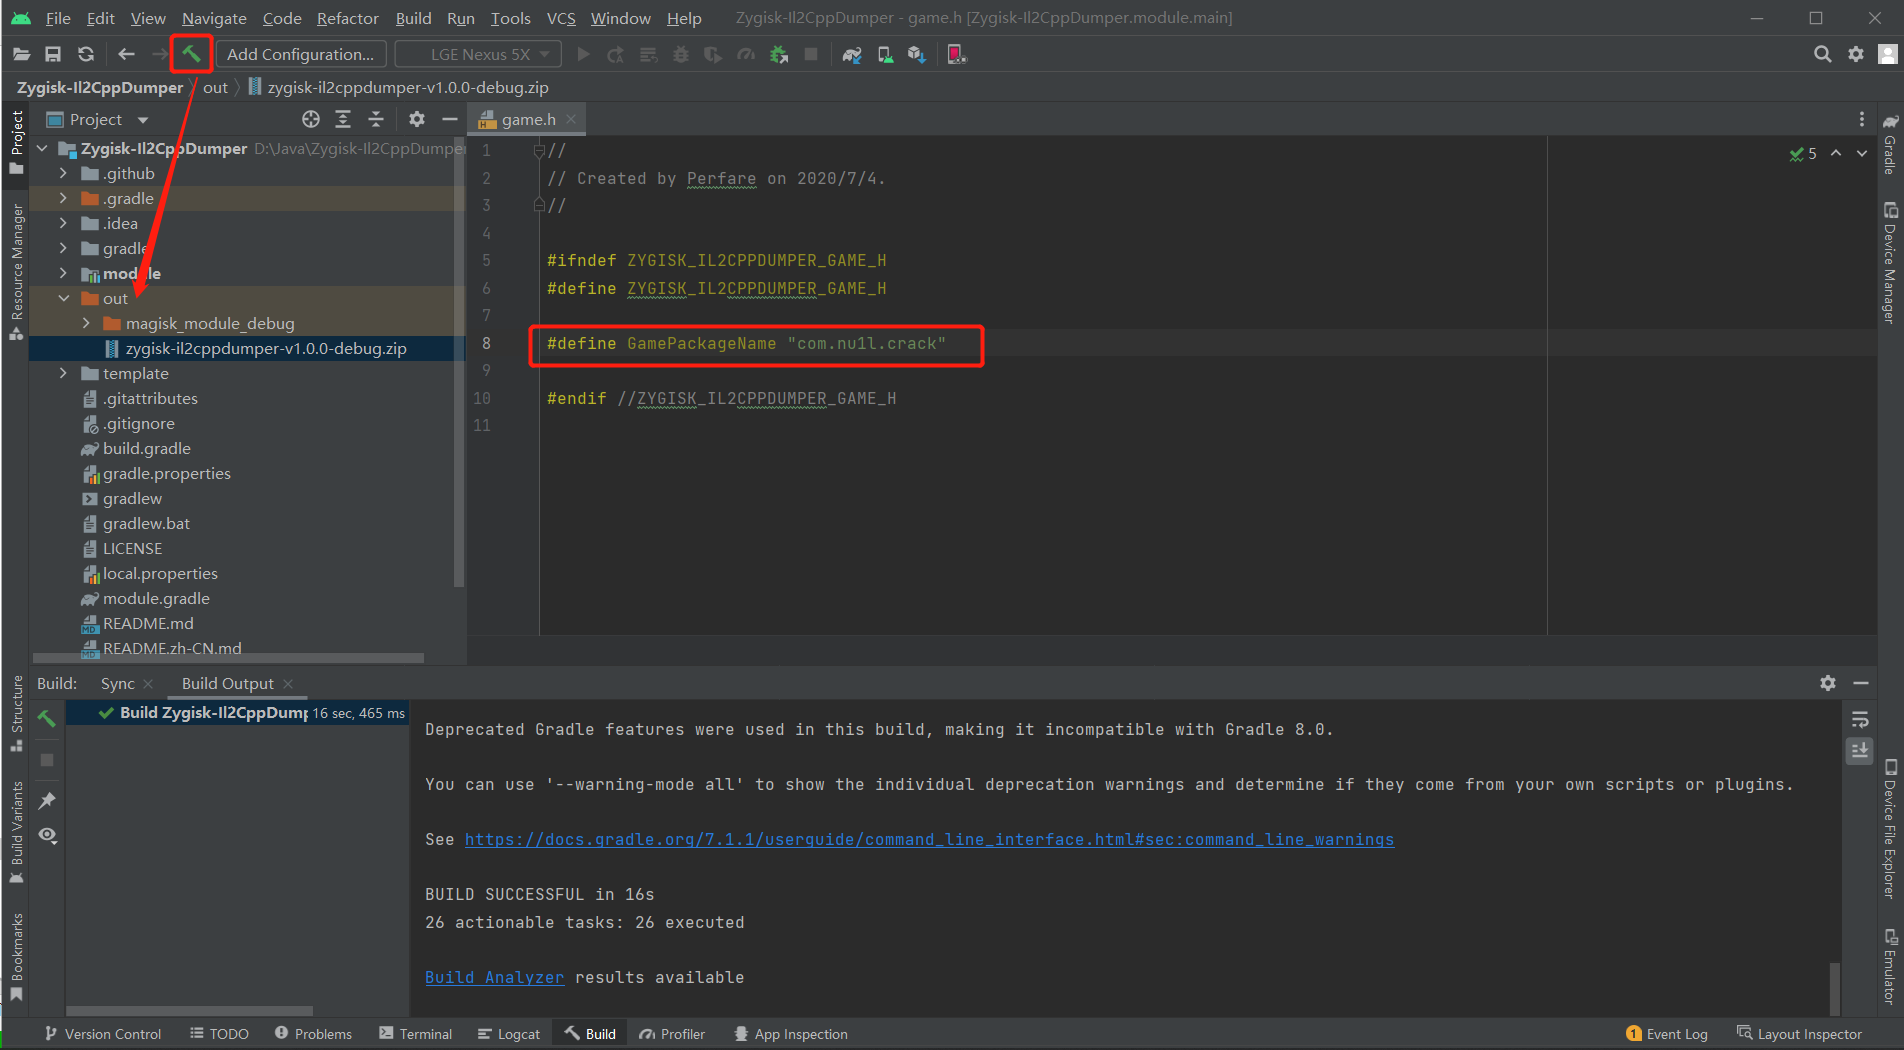 File Edit View Navigate Code Refactor Build Run Tools VCS Window Help Zygisk-Il2CppDumper - game.h [Zygisk-Il2CppDumper.module.main]
Add Configuration... LGE Nexus 5X
Zygisk-Il2CppDumper out zygisk-il2cppdumper-v1.0.0-debug.zip
Project
game.h
Zygisk-Il2CppDumper D:\Java\Zygisk-Il2CppDumper
.github
.gradle
.idea
gradle
module
out
magisk_module_debug
zygisk-il2cppdumper-v1.0.0-debug.zip
template
.gitattributes
.gitignore
build.gradle
gradle.properties
gradlew
gradlew.bat
LICENSE
local.properties
module.gradle
README.md
README.zh-CN.md
1 //
2 // Created by Perfare on 2020/7/4.
3 //
4
5 #ifndef ZYGISK_IL2CPPDUMPER_GAME_H
6 #define ZYGISK_IL2CPPDUMPER_GAME_H
7
8 #define GamePackageName "com.nu1l.crack"
9
10 #endif //ZYGISK_IL2CPPDUMPER_GAME_H
11
5
Project
Resource Manager
Structure
Build Variants
Bookmarks
Gradle
Device Manager
Device File Explorer
Emulator
Build: Sync Build Output
Build Zygisk-Il2CppDump 16 sec, 465 ms
Deprecated Gradle features were used in this build, making it incompatible with Gradle 8.0.
You can use '--warning-mode all' to show the individual deprecation warnings and determine if they come from your own scripts or plugins.
See https://docs.gradle.org/7.1.1/userguide/command_line_interface.html#sec:command_line_warnings
BUILD SUCCESSFUL in 16s
26 actionable tasks: 26 executed
Build Analyzer results available
Version Control TODO Problems Terminal Logcat Build Profiler App Inspection 1 Event Log Layout Inspector